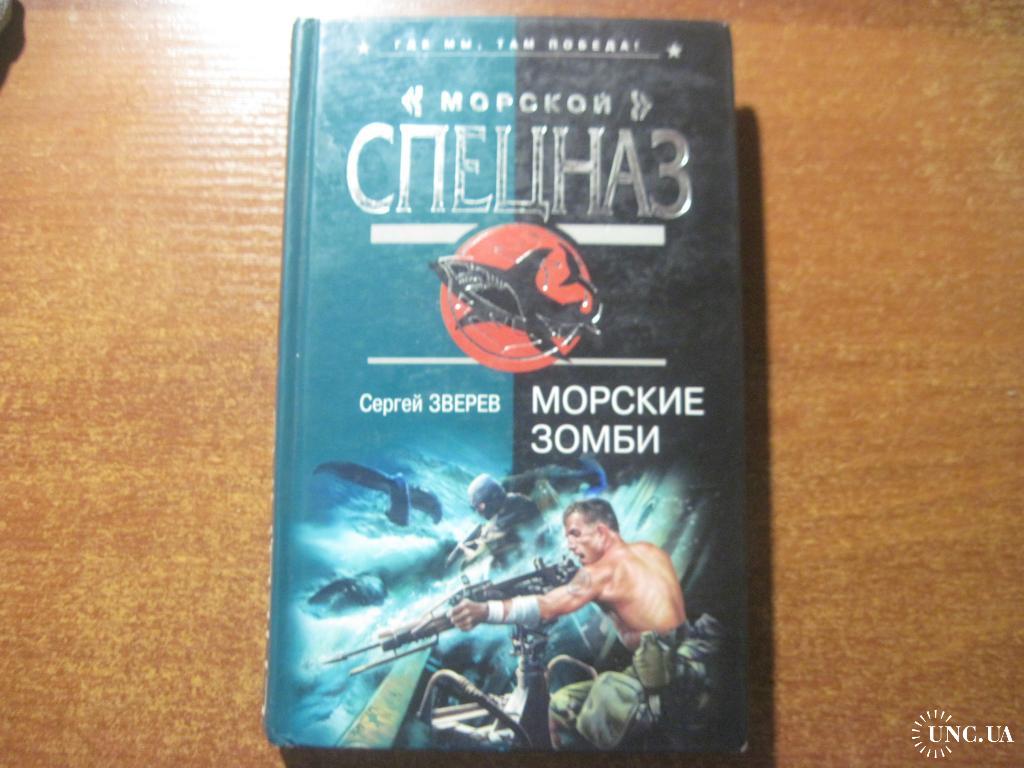 ГДЕ МЫ, ТАМ ПОБЕДА!
« МОРСКОЙ »
СПЕЦНАЗ
Сергей ЗВЕРЕВ
МОРСКИЕ
ЗОМБИ
UNC.UA